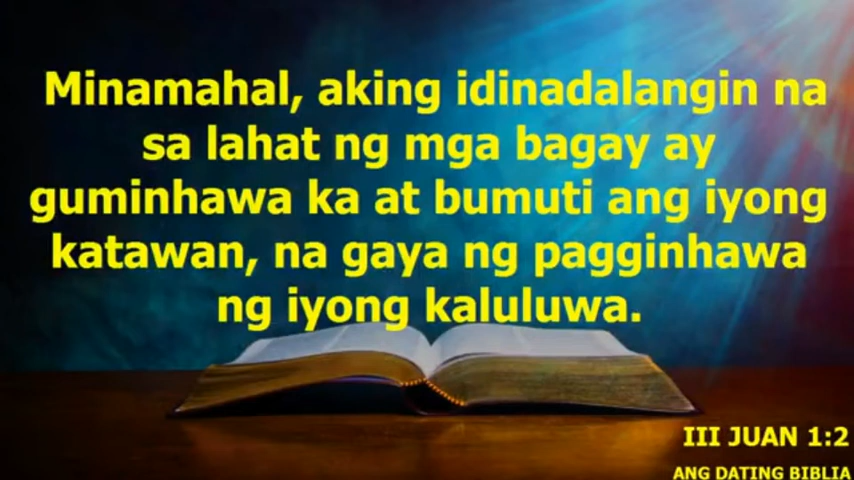 Minamahal, aking idinadalangin na
sa lahat ng mga bagay ay
guminhawa ka at bumuti ang iyong
katawan, na gaya ng pagginhawa
ng iyong kaluluwa.
III JUAN 1:2
ANG DATING BIBLIA